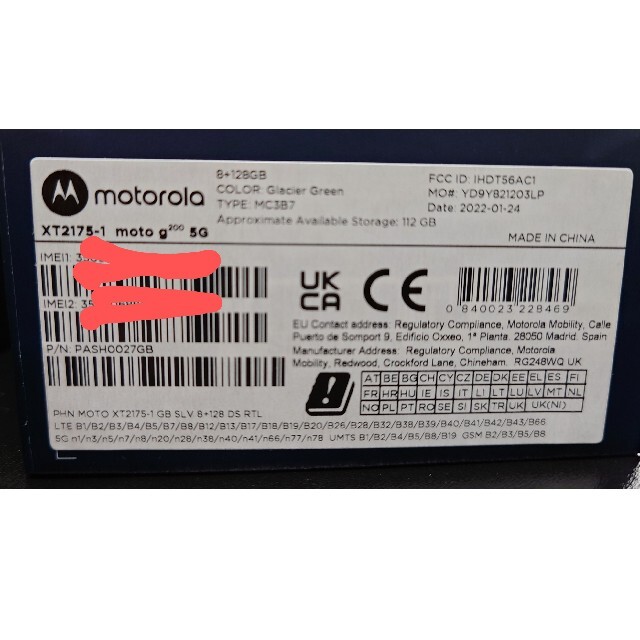 motorola
8+128GB
COLOR: Glacier Green
TYPE: MC3B7
Approximate Available Storage: 112 GB
FCC ID: IHDT56AC1
MO#: YD9Y821203LP
Date: 2022-01-24
MADE IN CHINA
XT2175-1 moto g200 5G
IMEI1: 35
IMEI2: 35
P/N: PASH0027GB
UK
CA
CE
0 840023 228469
EU Contact address: Regulatory Compliance, Motorola Mobility, Calle
Puerto de Somport 9, Edificio Oxxeo, 1ª Planta. 28050 Madrid. Spain
Manufacturer Address: Regulatory Compliance, Motorola
Mobility, Redwood, Crockford Lane, Chineham. RG248WQ UK
AT BE BG CH CY CZ DE DK EE EL ES FI
FR HR HU IE IS IT LI LT LU LV MT NL
NO PL PT RO SE SI SK TR UK UK(NI)
PHN MOTO XT2175-1 GB SLV 8+128 DS RTL
LTE B1/B2/B3/B4/B5/B7/B8/B12/B13/B17/B18/B19/B20/B26/B28/B32/B38/B39/B40/B41/B42/B43/B66
5G n1/n3/n5/n7/n8/n20/n28/n38/n40/n41/n66/n77/n78 UMTS B1/B2/B4/B5/B8/B19 GSM B2/B3/B5/B8